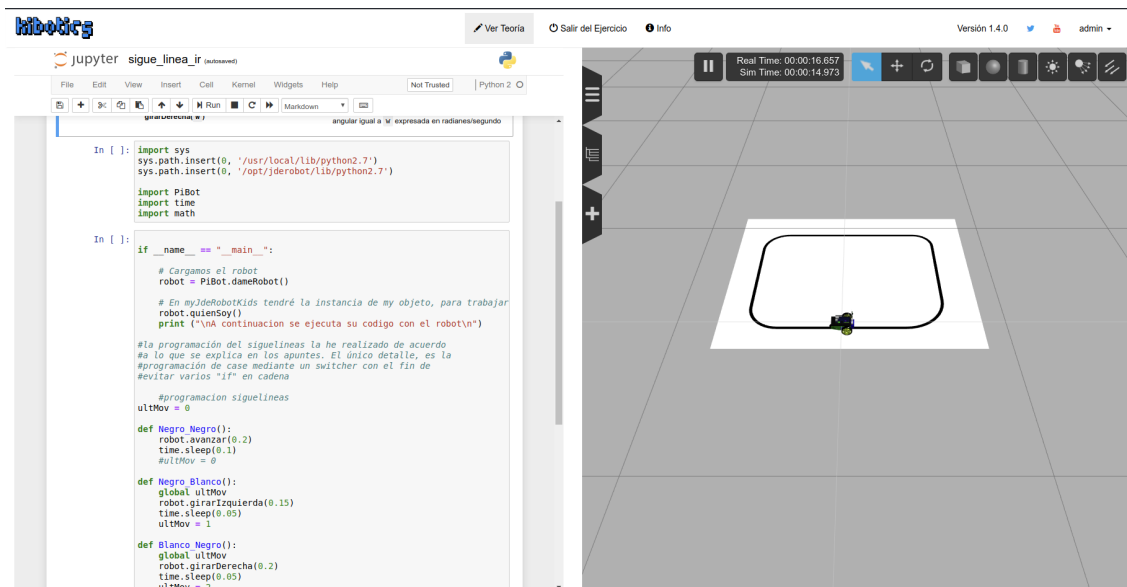 kibotics
Ver Teoría
Salir del Ejercicio
Info
Versión 1.4.0
admin
jupyter sigue_linea_ir (autosaved)
File Edit View Insert Cell Kernel Widgets Help
Not Trusted
Python 2
Run
Markdown
girarDerecha(W)
angular igual a W expresada en radianes/segundo
In [ ]: import sys
sys.path.insert(0, '/usr/local/lib/python2.7')
sys.path.insert(0, '/opt/jderobot/lib/python2.7')
import PiBot
import time
import math
In [ ]:
if __name__ == "__main__":
# Cargamos el robot
robot = PiBot.dameRobot()
# En myJdeRobotKids tendré la instancia de my objeto, para trabajar
robot.quienSoy()
print ("\nA continuacion se ejecuta su codigo con el robot\n")
#la programación del siguelineas la he realizado de acuerdo
#a lo que se explica en los apuntes. El único detalle, es la
#programación de case mediante un switcher con el fin de
#evitar varios "if" en cadena
#programacion siguelineas
ultMov = 0
def Negro_Negro():
robot.avanzar(0.2)
time.sleep(0.1)
#ultMov = 0
def Negro_Blanco():
global ultMov
robot.girarIzquierda(0.15)
time.sleep(0.05)
ultMov = 1
def Blanco_Negro():
global ultMov
robot.girarDerecha(0.2)
time.sleep(0.05)
ultMov = 2
Real Time: 00:00:16.657
Sim Time: 00:00:14.973